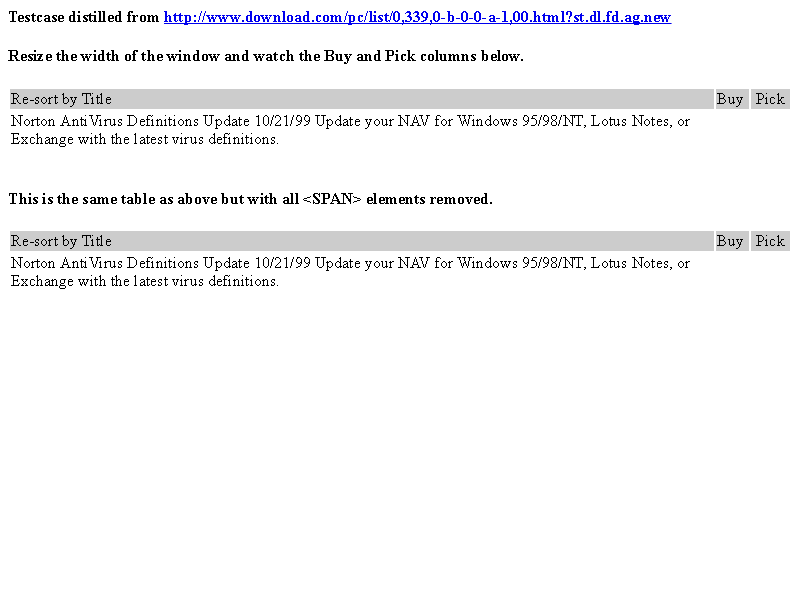 Testcase distilled from http://www.download.com/pc/list/0,339,0-b-0-0-a-1,00.html?st.dl.fd.ag.new
Resize the width of the window and watch the Buy and Pick columns below.
Re-sort by Title Buy Pick
Norton AntiVirus Definitions Update 10/21/99 Update your NAV for Windows 95/98/NT, Lotus Notes, or
Exchange with the latest virus definitions.
This is the same table as above but with all <SPAN> elements removed.
Re-sort by Title Buy Pick
Norton AntiVirus Definitions Update 10/21/99 Update your NAV for Windows 95/98/NT, Lotus Notes, or
Exchange with the latest virus definitions.